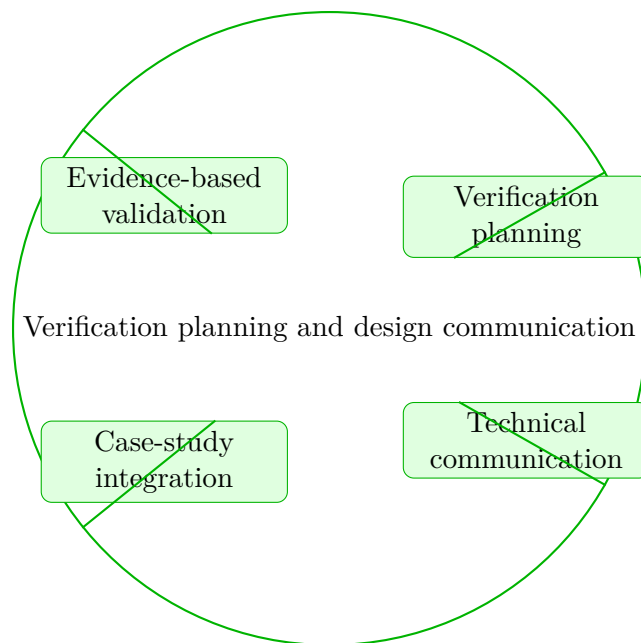 Evidence-based
validation
Verification
planning
Verification planning and design communication
Case-study
integration
Technical
communication